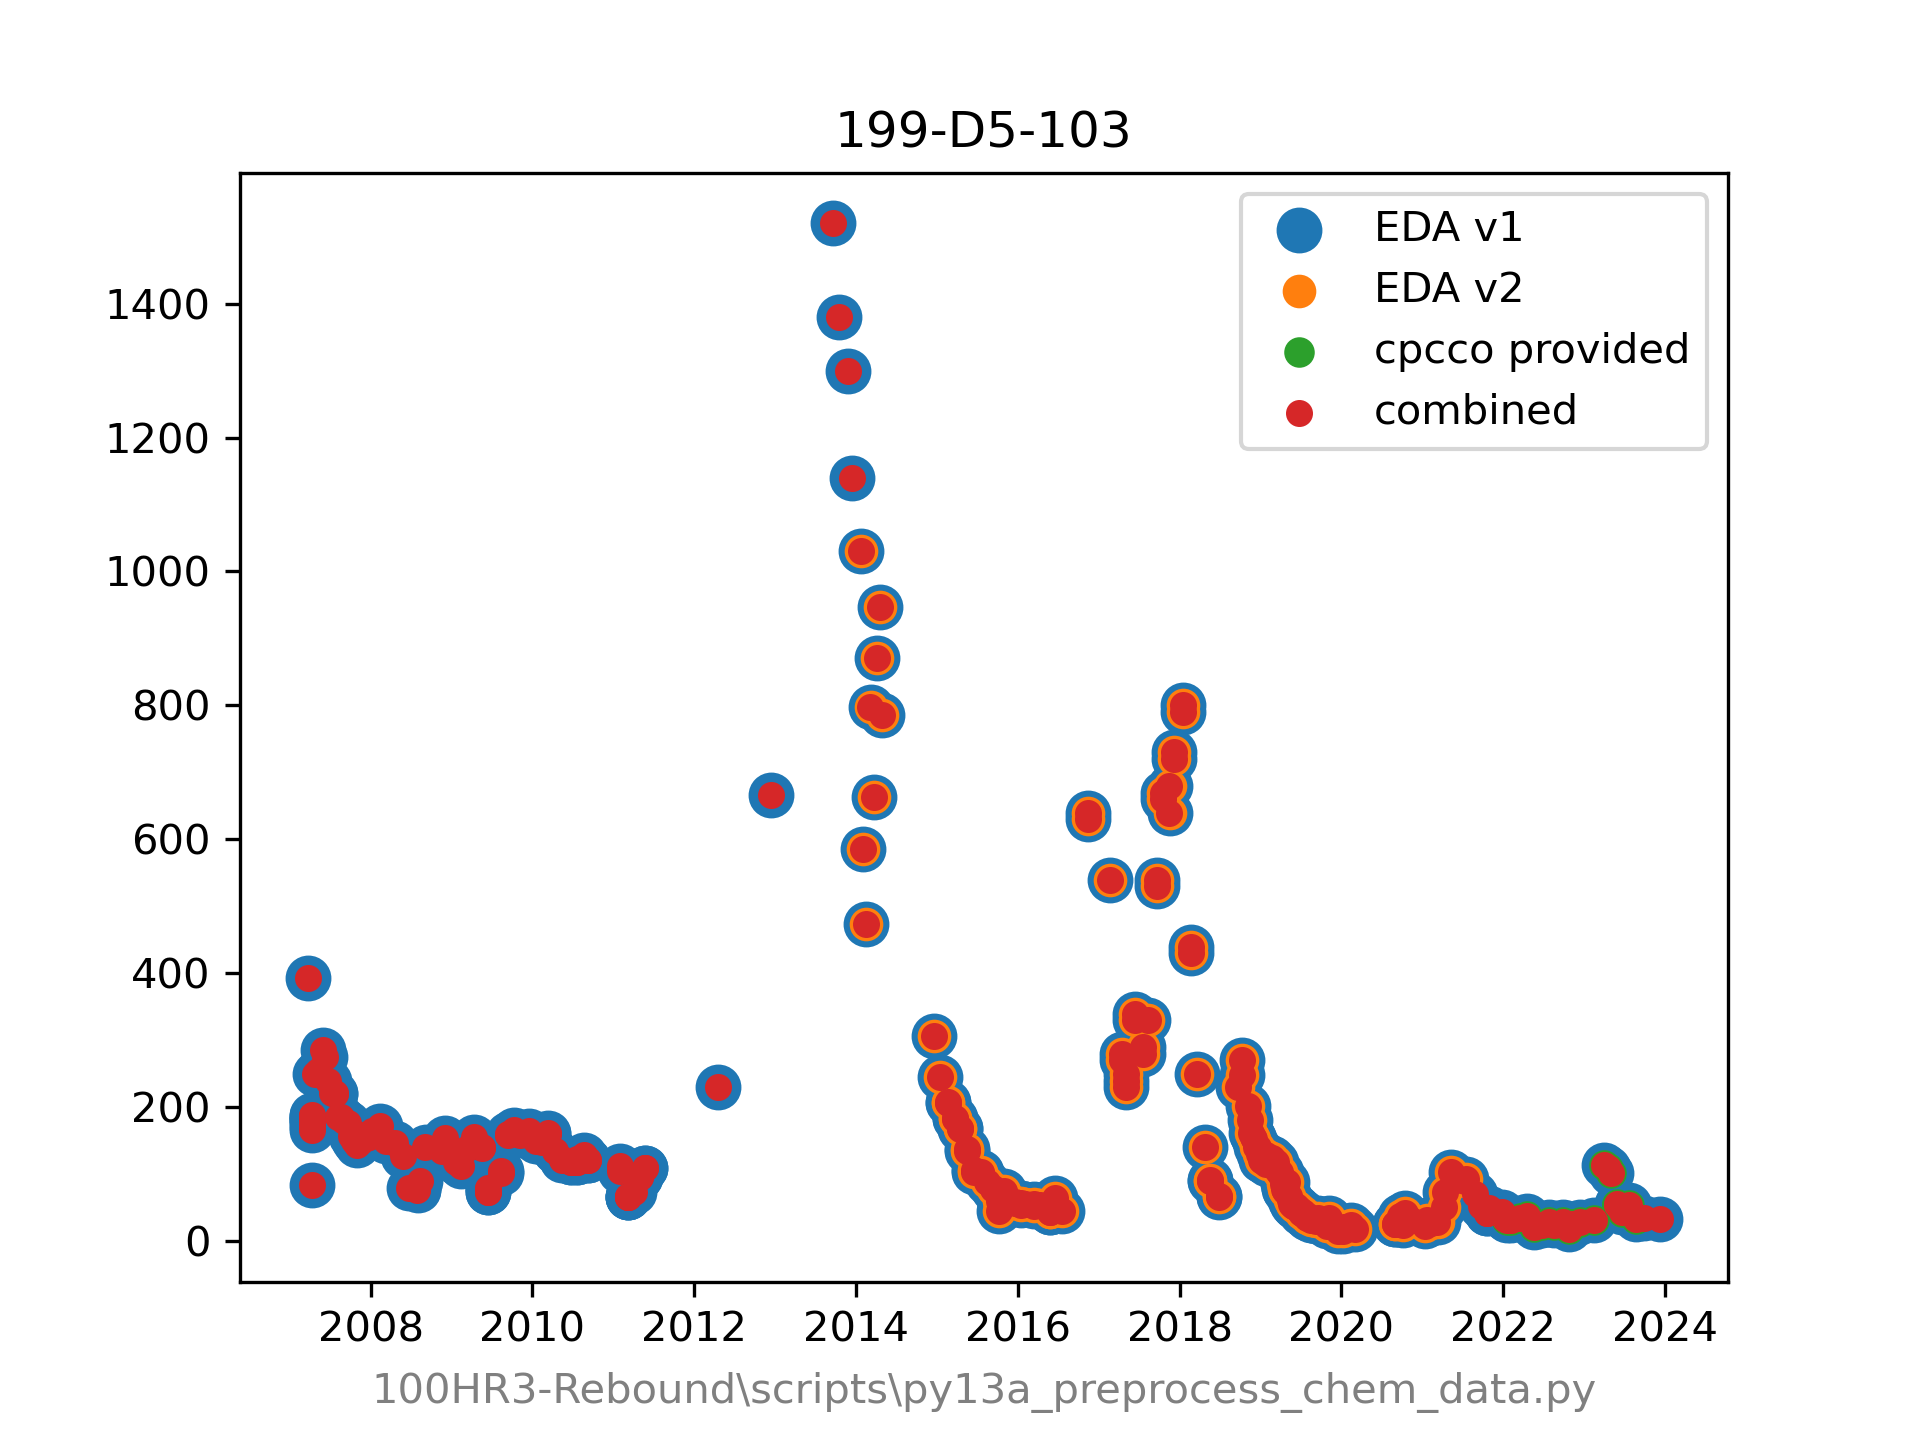 199-D5-103
EDA v1
EDA v2
cpcco provided
combined
1400
1200
1000
800
600
400
200
0
2008 2010 2012 2014 2016 2018 2020 2022 2024
100HR3-Rebound\scripts\py13a_preprocess_chem_data.py